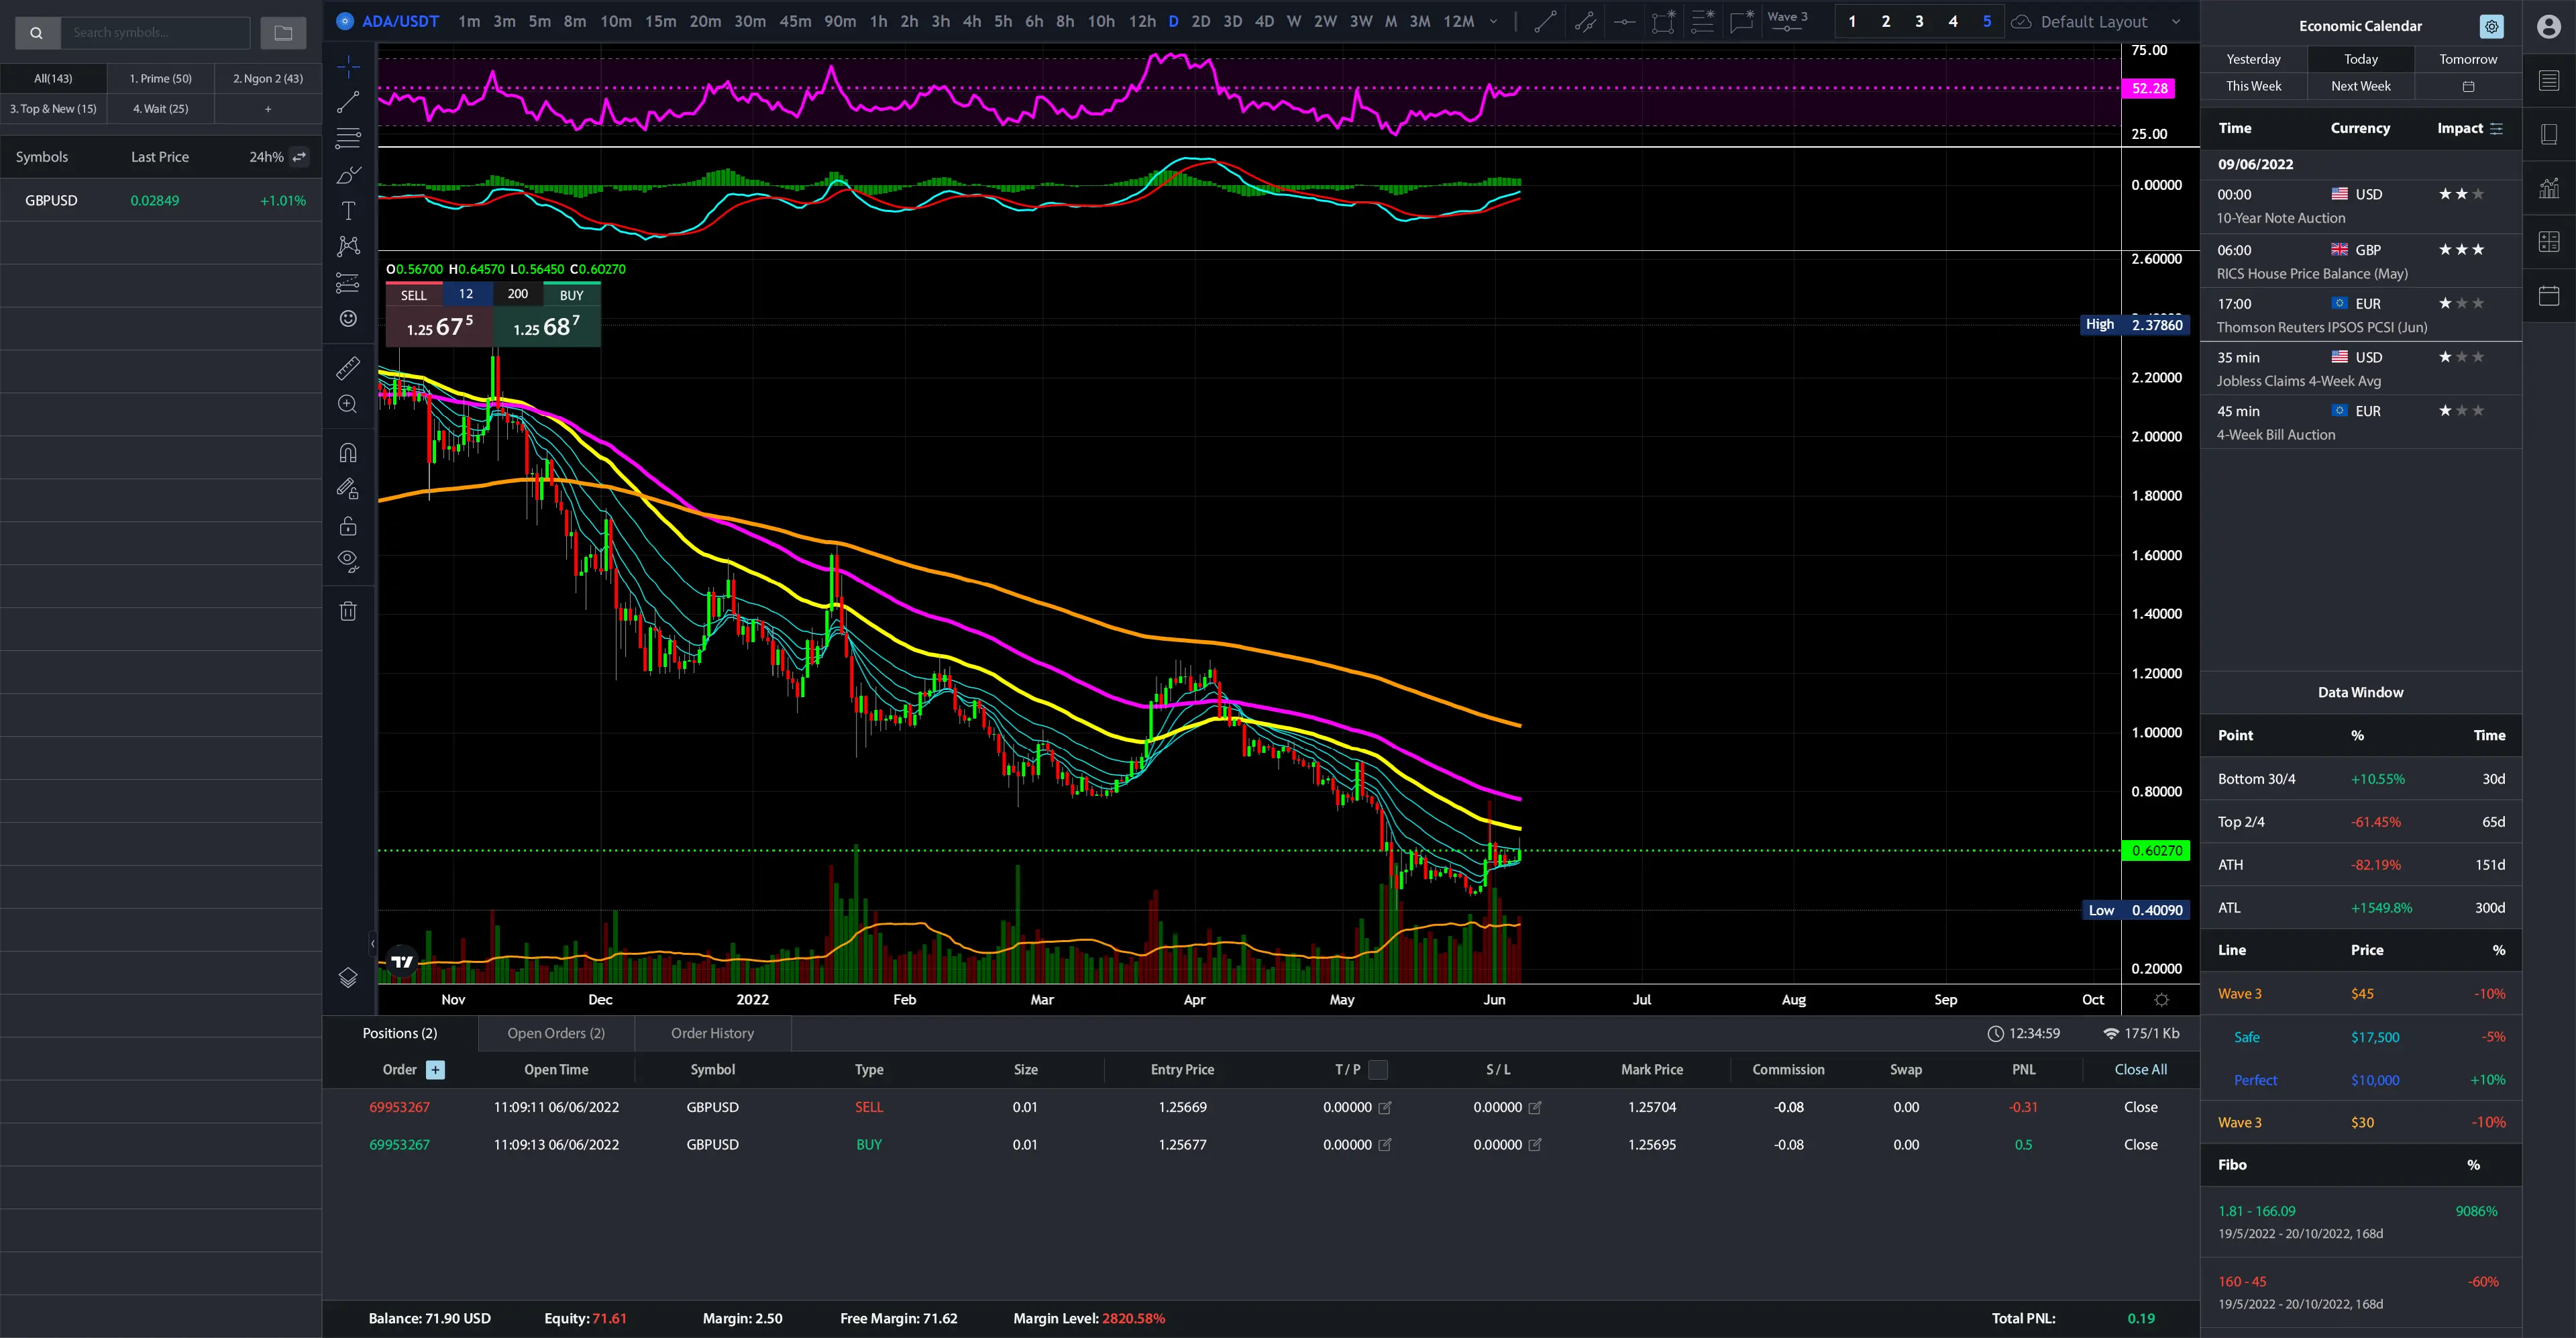 Search symbols...
All(143) 1. Prime (50) 2. Ngon 2 (43)
3. Top & New (15) 4. Wait (25) +
Symbols Last Price 24h%
GBPUSD 0.02849 +1.01%
ADA/USDT 1m 3m 5m 8m 10m 15m 20m 30m 45m 90m 1h 2h 3h 4h 5h 6h 8h 10h 12h D 2D 3D 4D W 2W 3W M 3M 12M Wave 3 1 2 3 4 5 Default Layout
75.00
52.28
25.00
0.00000
O0.56700 H0.64570 L0.56450 C0.60270
SELL 12 200 BUY
1.25 67 5 1.25 68 7
2.60000
High 2.37860
2.20000
2.00000
1.80000
1.60000
1.40000
1.20000
1.00000
0.80000
0.60270
Low 0.40090
0.20000
Nov Dec 2022 Feb Mar Apr May Jun Jul Aug Sep Oct
Positions (2) Open Orders (2) Order History 12:34:59 175/1 Kb
Order + Open Time Symbol Type Size Entry Price T / P S / L Mark Price Commission Swap PNL Close All
69953267 11:09:11 06/06/2022 GBPUSD SELL 0.01 1.25669 0.00000 0.00000 1.25704 -0.08 0.00 -0.31 Close
69953267 11:09:13 06/06/2022 GBPUSD BUY 0.01 1.25677 0.00000 0.00000 1.25695 -0.08 0.00 0.5 Close
Balance: 71.90 USD Equity: 71.61 Margin: 2.50 Free Margin: 71.62 Margin Level: 2820.58% Total PNL: 0.19
Economic Calendar
Yesterday Today Tomorrow
This Week Next Week
Time Currency Impact
09/06/2022
00:00 USD
10-Year Note Auction
06:00 GBP
RICS House Price Balance (May)
17:00 EUR
Thomson Reuters IPSOS PCSI (Jun)
35 min USD
Jobless Claims 4-Week Avg
45 min EUR
4-Week Bill Auction
Data Window
Point % Time
Bottom 30/4 +10.55% 30d
Top 2/4 -61.45% 65d
ATH -82.19% 151d
ATL +1549.8% 300d
Line Price %
Wave 3 $45 -10%
Safe $17,500 -5%
Perfect $10,000 +10%
Wave 3 $30 -10%
Fibo %
1.81 - 166.09 9086%
19/5/2022 - 20/10/2022, 168d
160 - 45 -60%
19/5/2022 - 20/10/2022, 168d